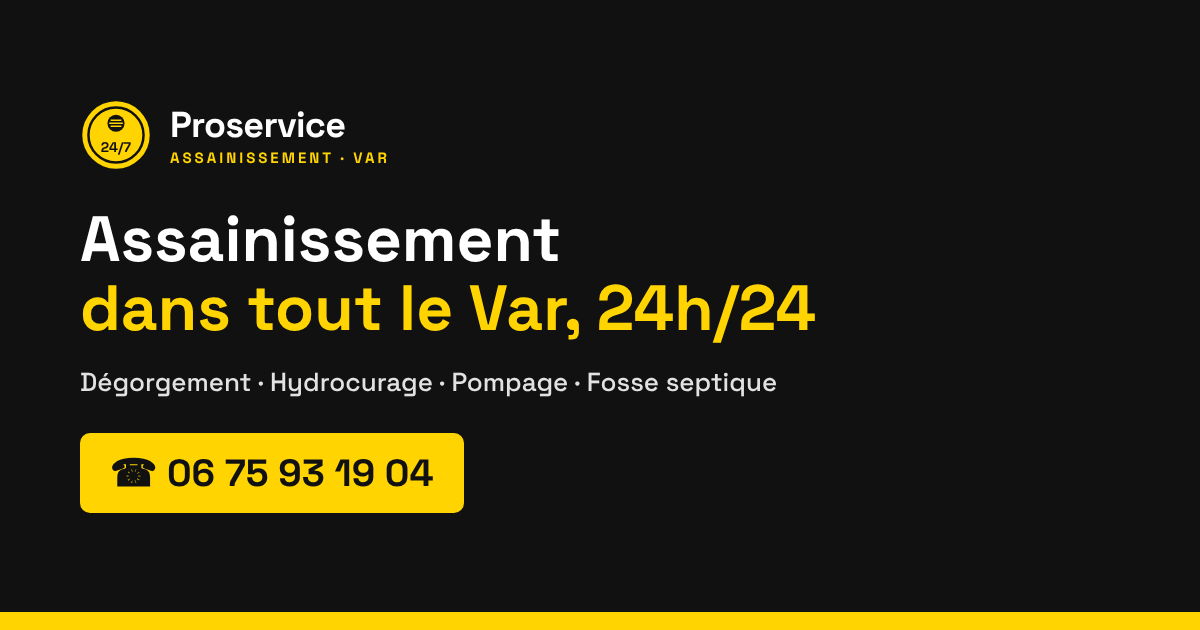 24/7
Proservice
ASSAINISSEMENT · VAR
Assainissement
dans tout le Var, 24h/24
Dégorgement · Hydrocurage · Pompage · Fosse septique
☎ 06 75 93 19 04